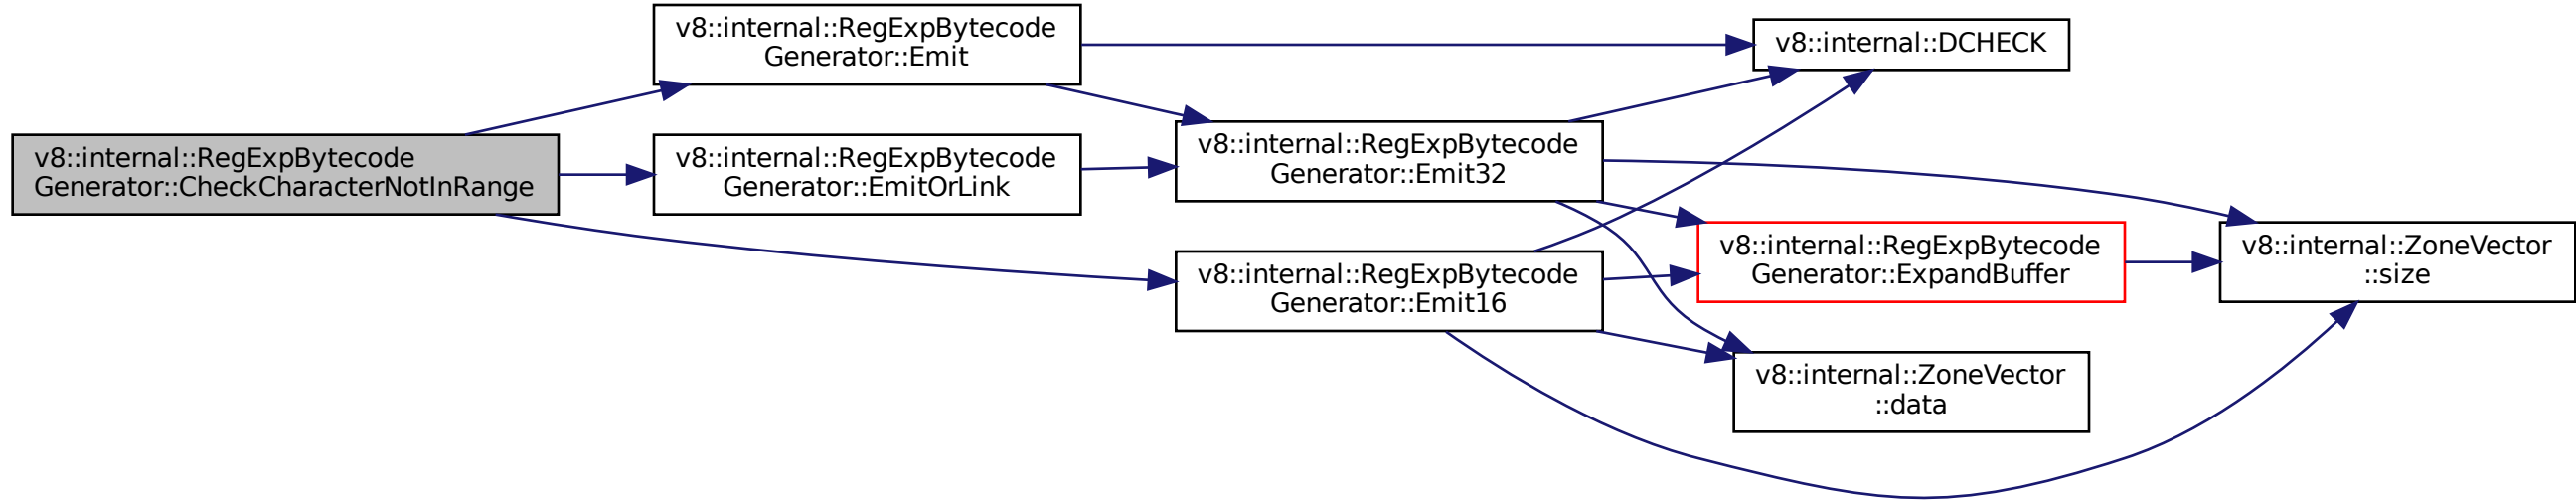 v8::internal::RegExpBytecode
Generator::CheckCharacterNotInRange
v8::internal::RegExpBytecode
Generator::Emit
v8::internal::RegExpBytecode
Generator::EmitOrLink
v8::internal::RegExpBytecode
Generator::Emit32
v8::internal::RegExpBytecode
Generator::Emit16
v8::internal::DCHECK
v8::internal::RegExpBytecode
Generator::ExpandBuffer
v8::internal::ZoneVector
::data
v8::internal::ZoneVector
::size